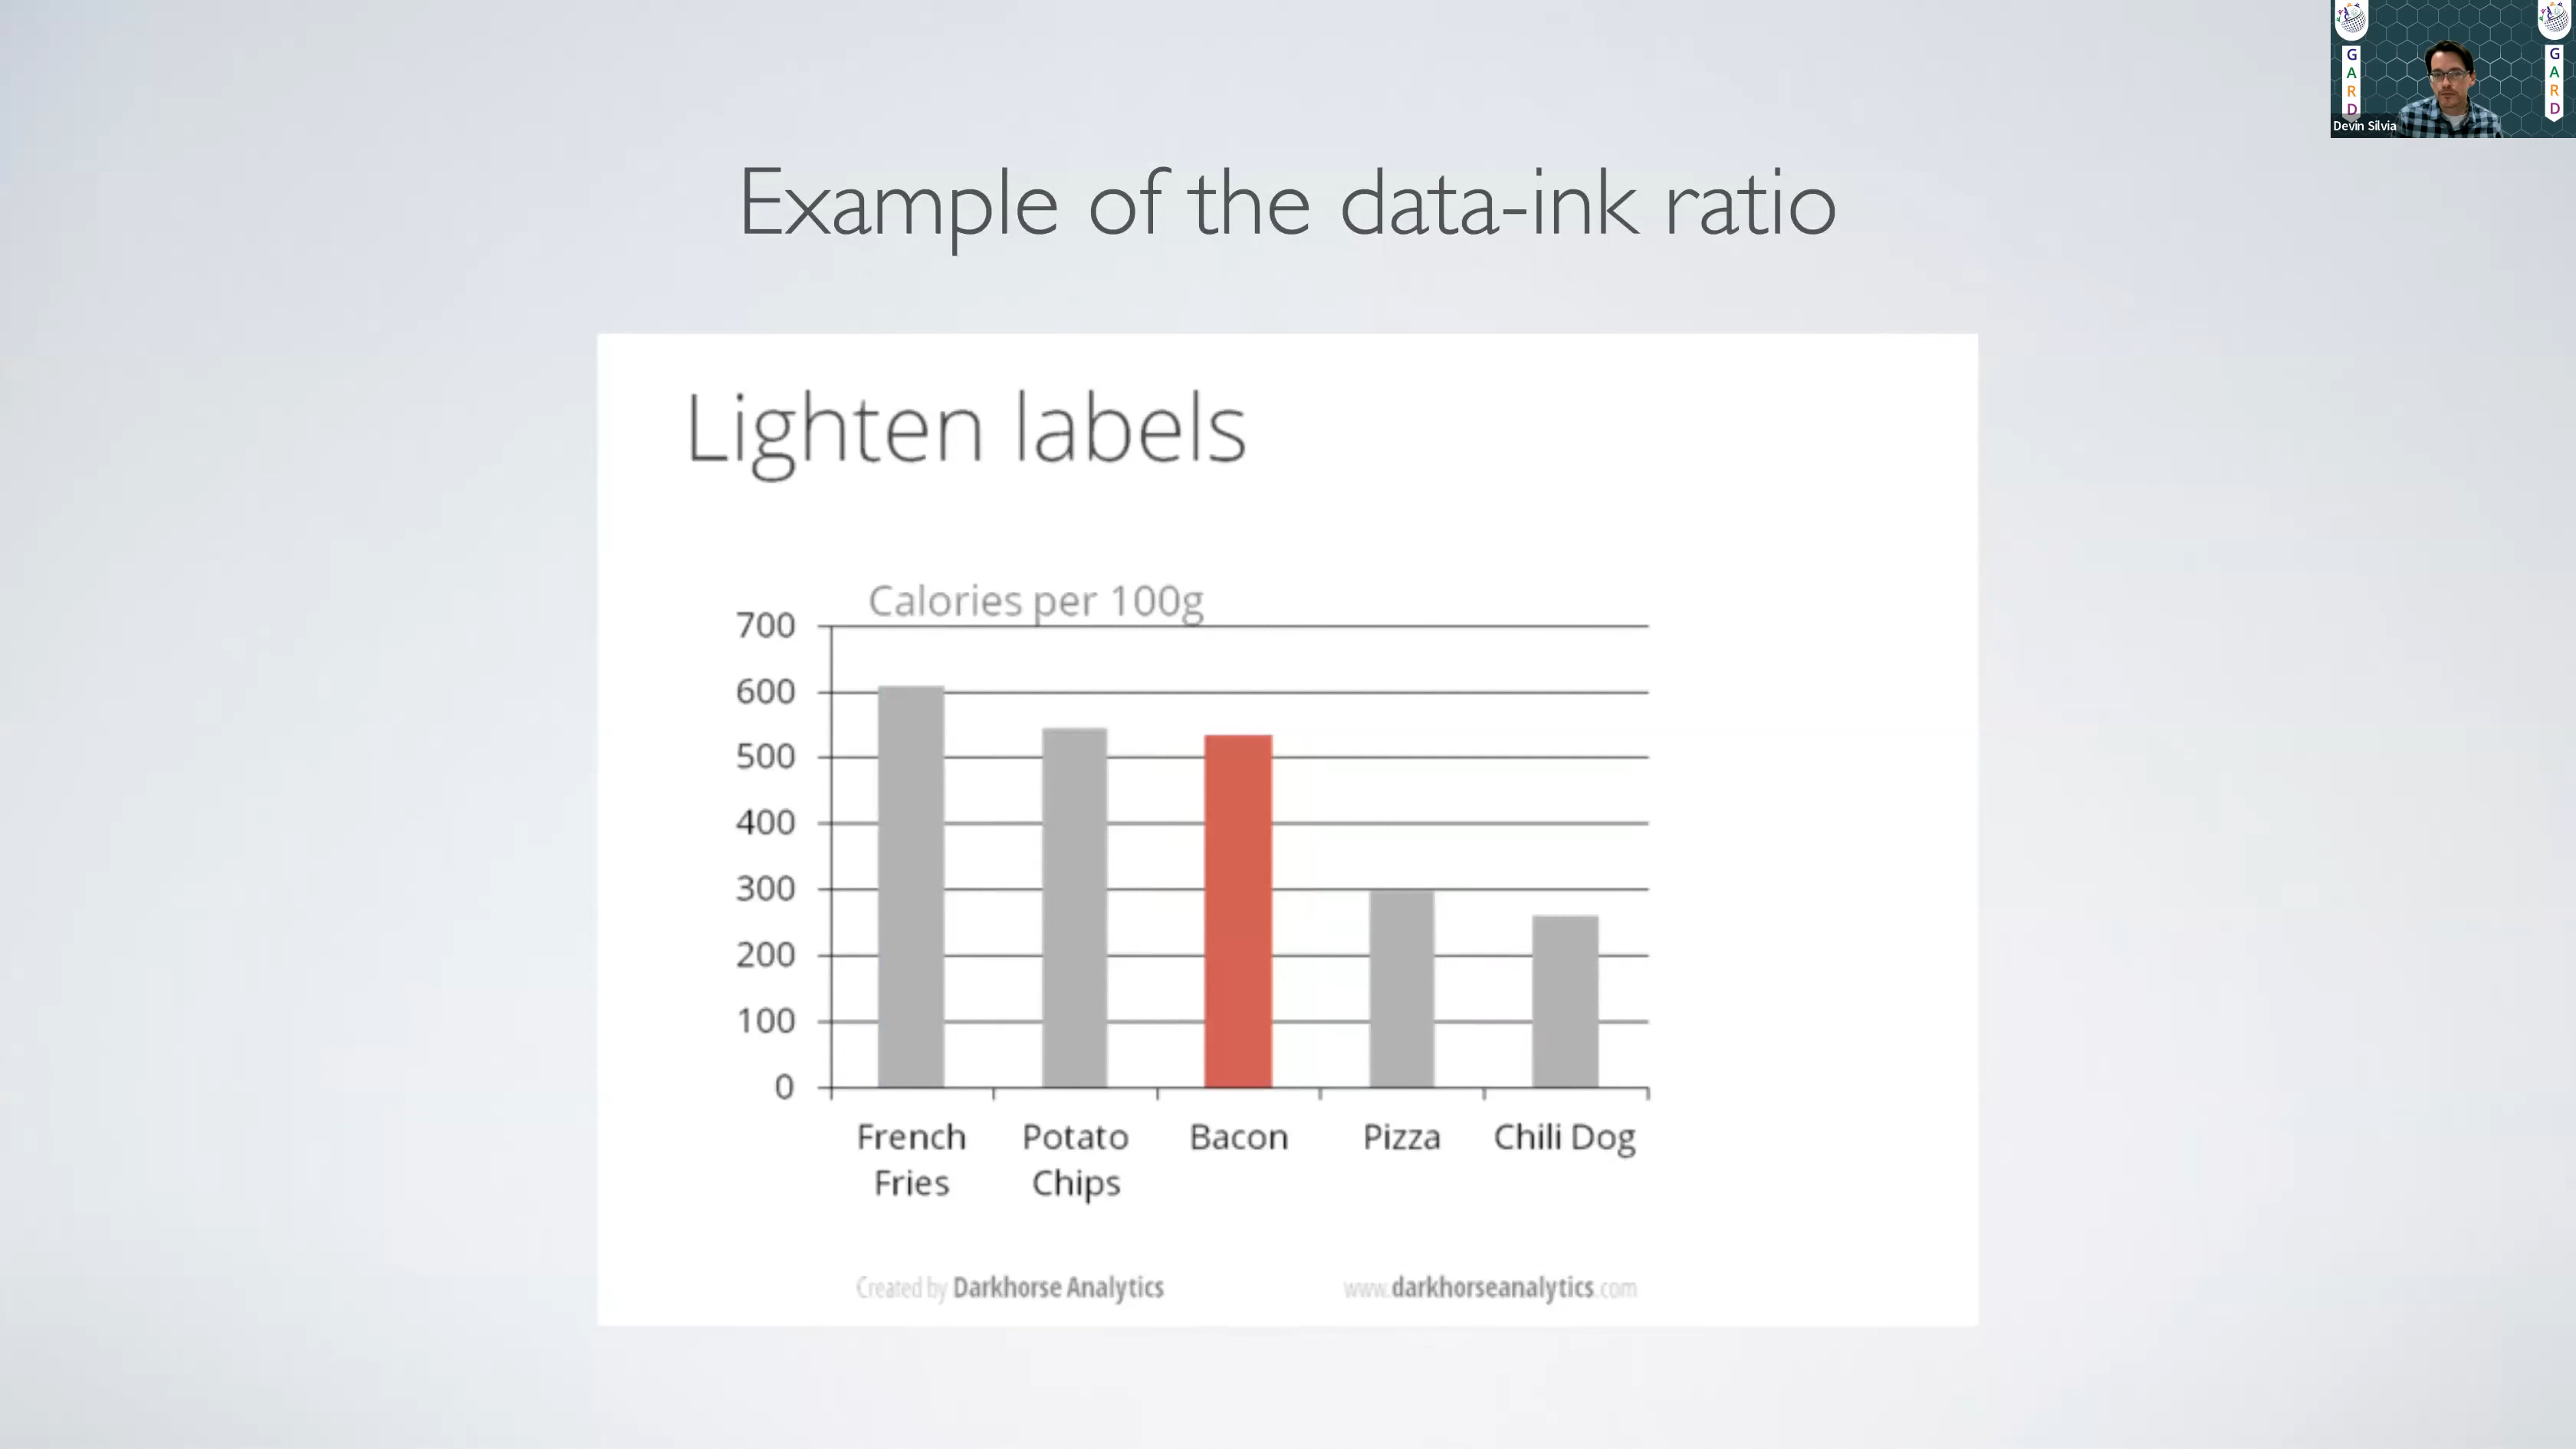 G
A
R
D
G
A
R
D
Devin Silvia
Example of the data-ink ratio
Lighten labels
Calories per 100g
700
600
500
400
300
200
100
0
French
Fries
Potato
Chips
Bacon
Pizza
Chili Dog
Created by Darkhorse Analytics
www.darkhorseanalytics.com